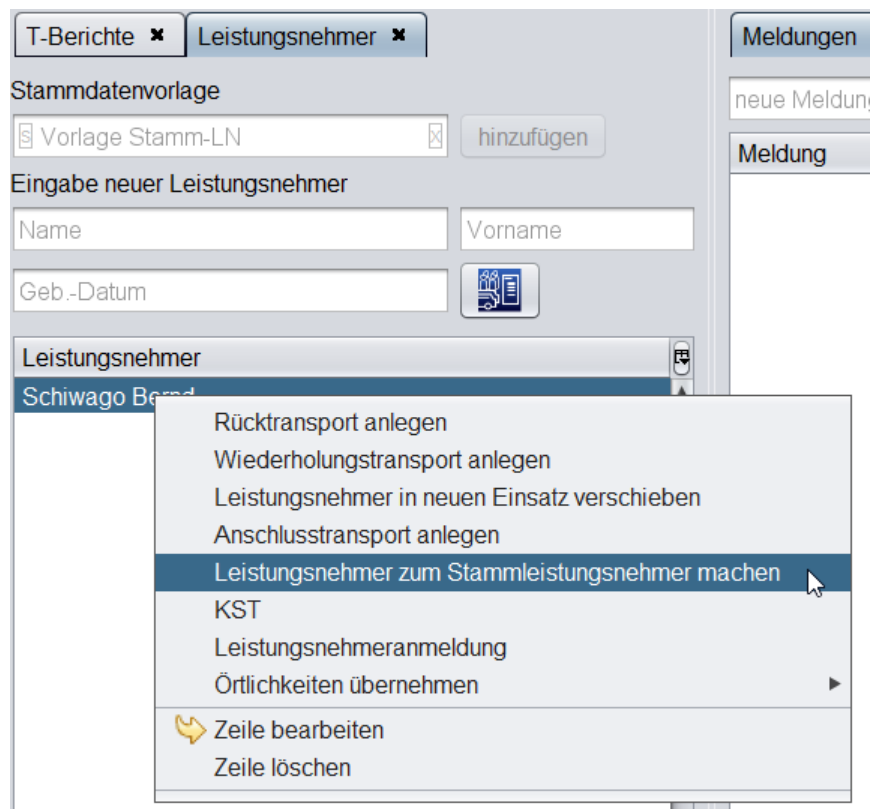 T-Berichte
Leistungsnehmer
Meldungen
Stammdatenvorlage
S Vorlage Stamm-LN X
hinzufügen
neue Meldung
Meldung
Eingabe neuer Leistungsnehmer
Name
Vorname
Geb.-Datum
Leistungsnehmer
Schiwago Bernd
Rücktransport anlegen
Wiederholungstransport anlegen
Leistungsnehmer in neuen Einsatz verschieben
Anschlusstransport anlegen
Leistungsnehmer zum Stammleistungsnehmer machen
KST
Leistungsnehmeranmeldung
Örtlichkeiten übernehmen
Zeile bearbeiten
Zeile löschen